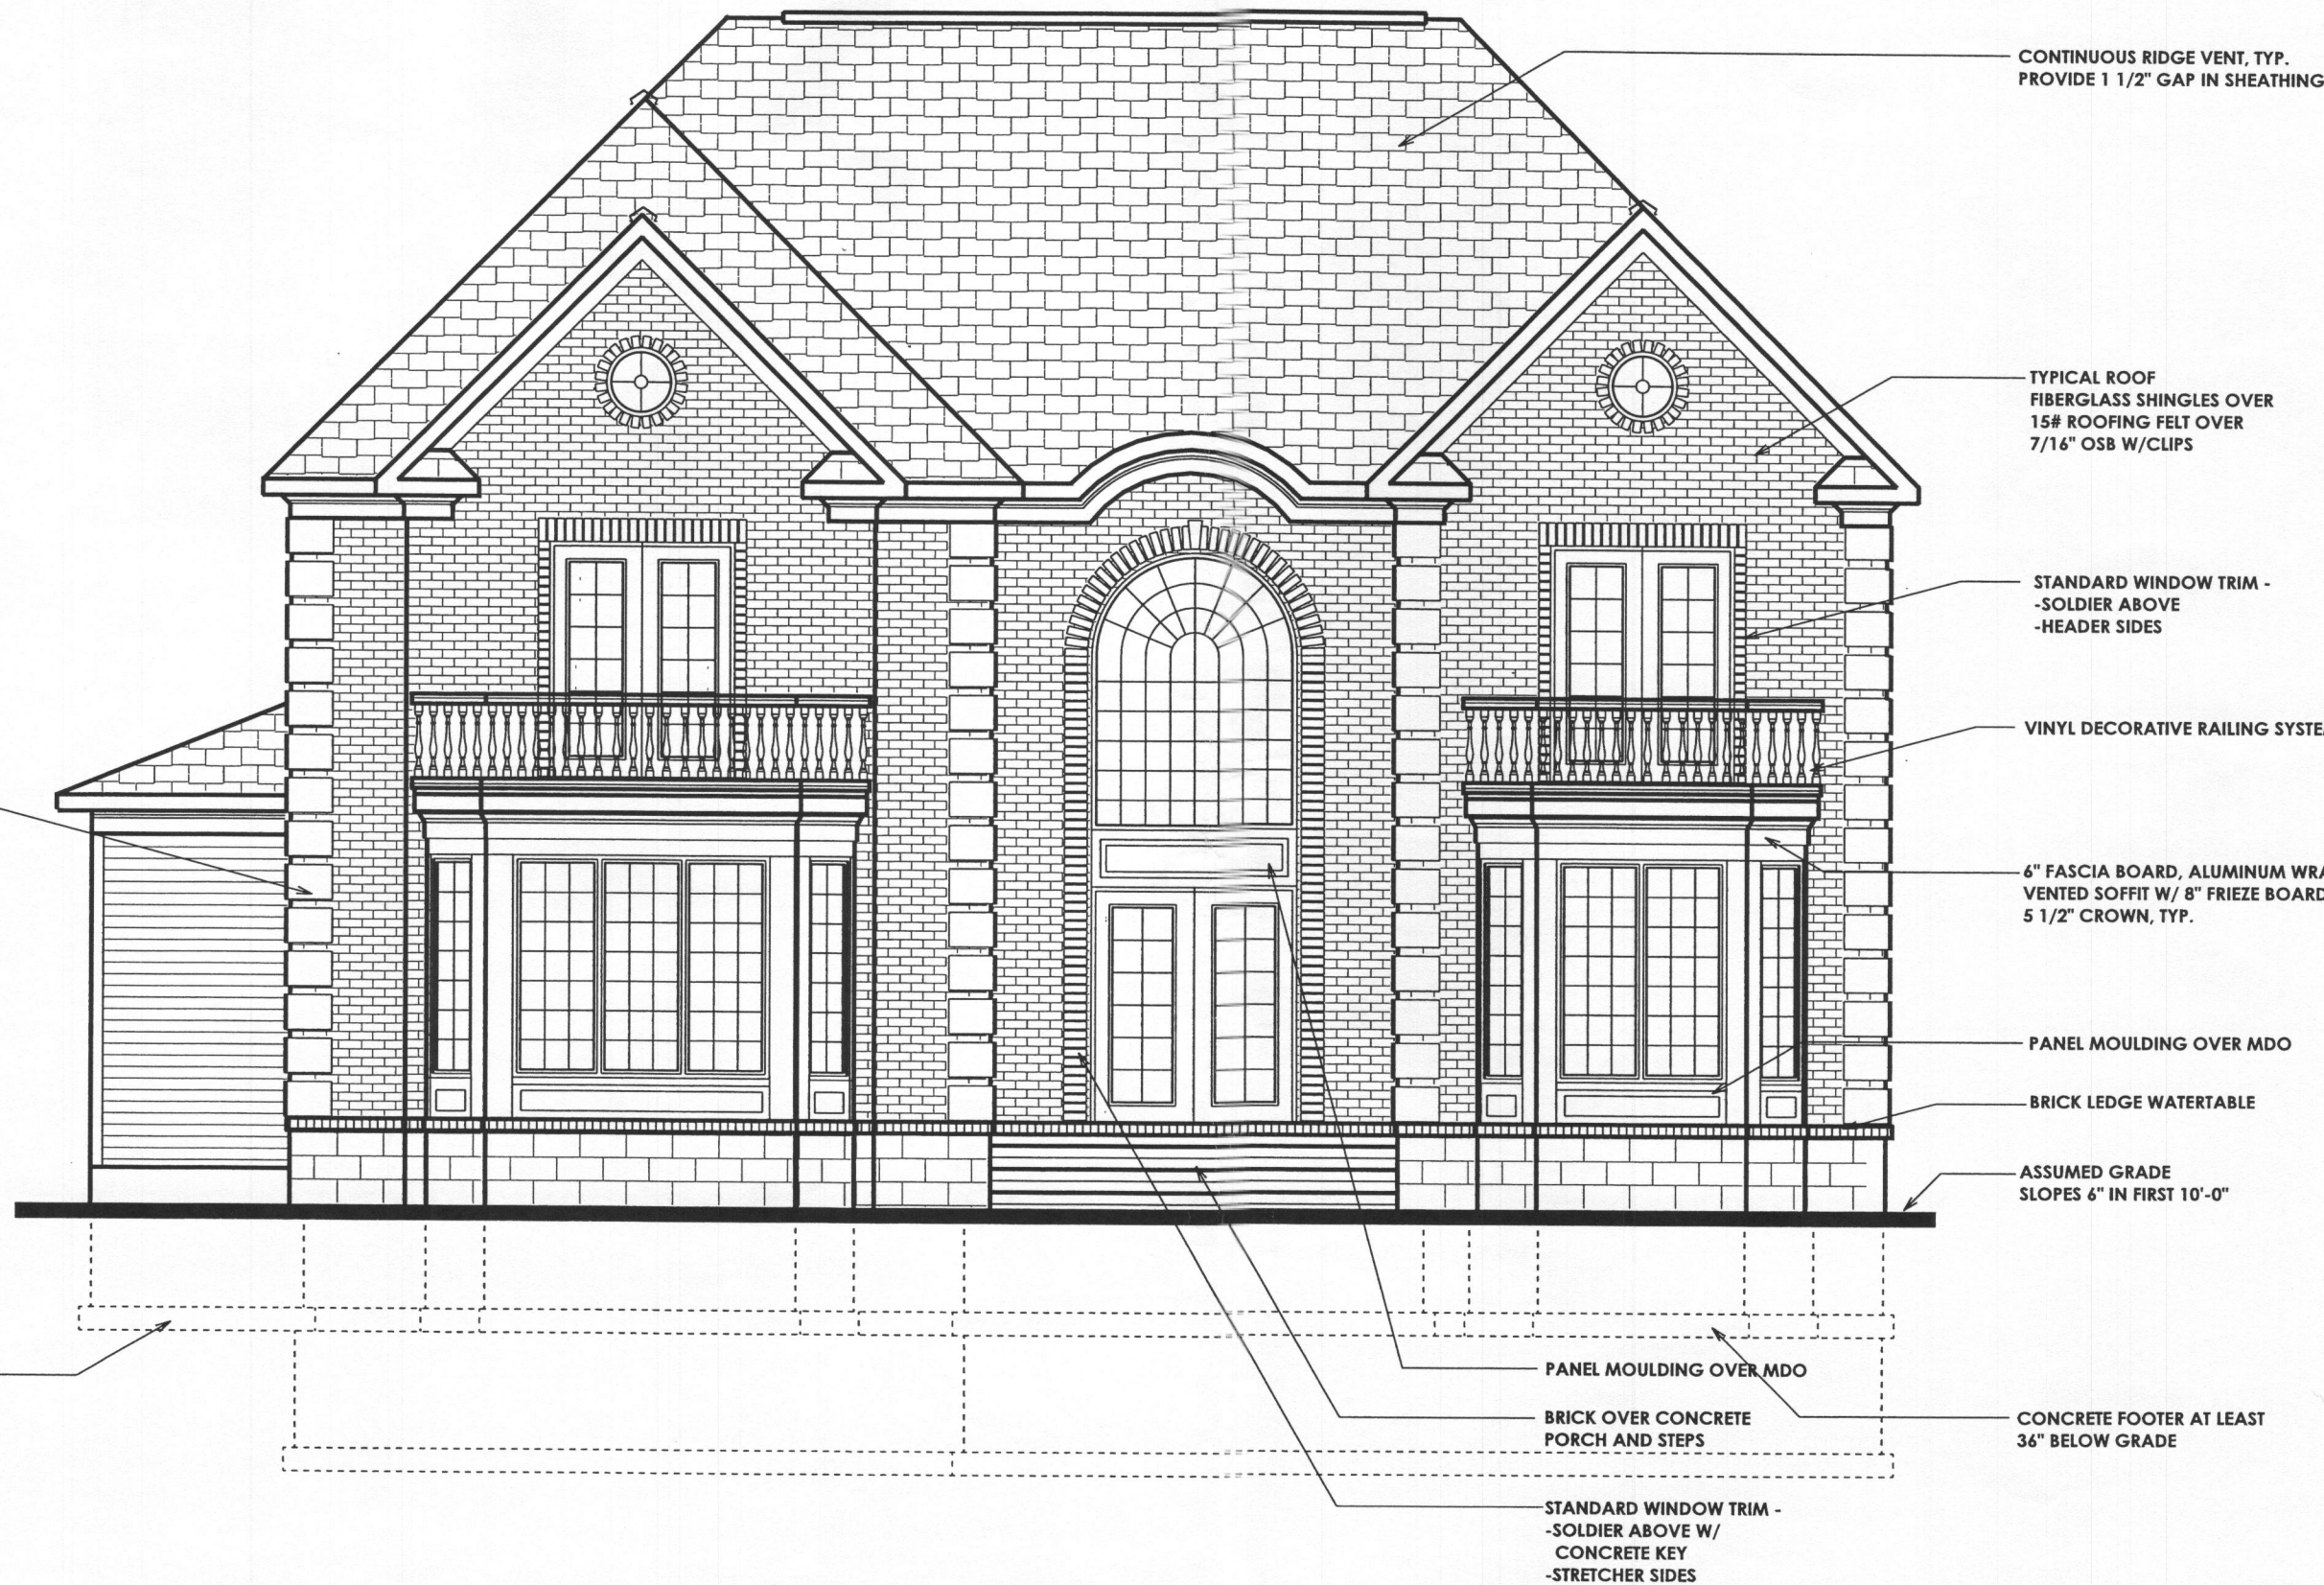 CONTINUOUS RIDGE VENT, TYP.
PROVIDE 1 1/2" GAP IN SHEATHING
TYPICAL ROOF
FIBERGLASS SHINGLES OVER
15# ROOFING FELT OVER
7/16" OSB W/CLIPS
STANDARD WINDOW TRIM -
-SOLDIER ABOVE
-HEADER SIDES
VINYL DECORATIVE RAILING
6" FASCIA BOARD, ALUMINUM
VENTED SOFFIT W/ 8" FRIEZE BOARD
5 1/2" CROWN, TYP.
PANEL MOULDING OVER MDO
BRICK LEDGE WATERTABLE
ASSUMED GRADE
SLOPES 6" IN FIRST 10'-0"
PANEL MOULDING OVER MDO
BRICK OVER CONCRETE
PORCH AND STEPS
CONCRETE FOOTER AT LEAST
36" BELOW GRADE
STANDARD WINDOW TRIM -
-SOLDIER ABOVE W/
CONCRETE KEY
-STRETCHER SIDES